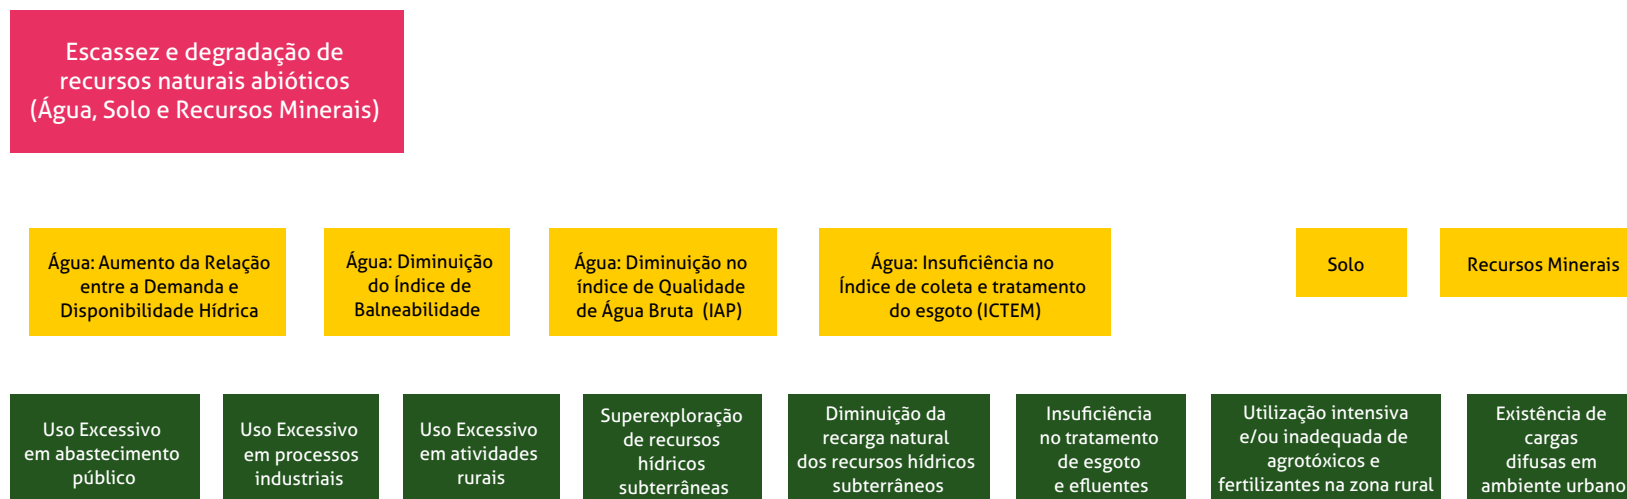 Escassez e degradação de
recursos naturais abióticos
(Água, Solo e Recursos Minerais)
Água: Aumento da Relação
entre a Demanda e
Disponibilidade Hídrica
Água: Diminuição
do Índice de
Balneabilidade
Água: Diminuição no
índice de Qualidade
de Água Bruta (IAP)
Água: Insuficiência no
Índice de coleta e tratamento
do esgoto (ICTEM)
Solo
Recursos Minerais
Uso Excessivo
em abastecimento
público
Uso Excessivo
em processos
industriais
Uso Excessivo
em atividades
rurais
Superexploração
de recursos
hídricos
subterrâneas
Diminuição da
recarga natural
dos recursos hídricos
subterrâneos
Insuficiência
no tratamento
de esgoto
e efluentes
Utilização intensiva
e/ou inadequada de
agrotóxicos e
fertilizantes na zona rural
Existência de
cargas
difusas em
ambiente urbano